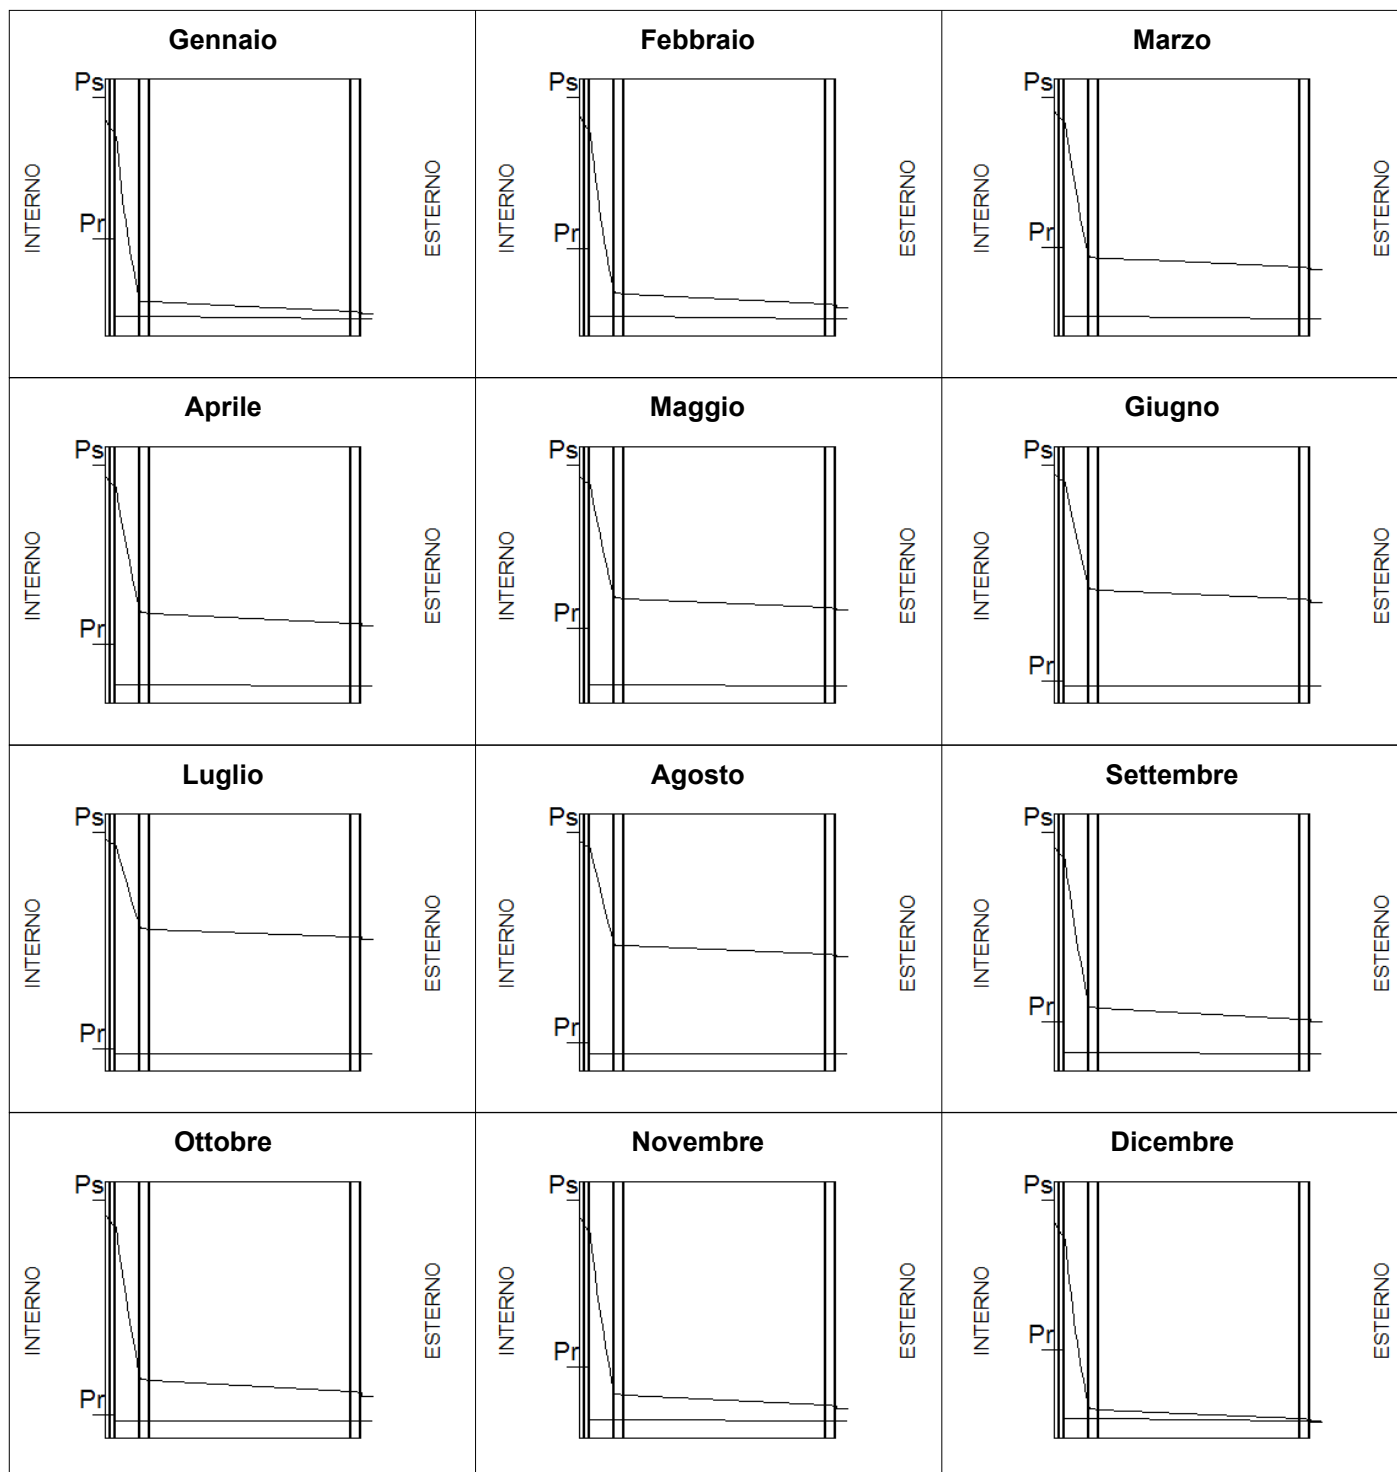 Gennaio
Febbraio
Marzo
Ps
Pr
INTERNO
ESTERNO
Ps
Pr
INTERNO
ESTERNO
Ps
Pr
INTERNO
ESTERNO
Aprile
Maggio
Giugno
Ps
Pr
INTERNO
ESTERNO
Ps
Pr
INTERNO
ESTERNO
Ps
Pr
INTERNO
ESTERNO
Luglio
Agosto
Settembre
Ps
Pr
INTERNO
ESTERNO
Ps
Pr
INTERNO
ESTERNO
Ps
Pr
INTERNO
ESTERNO
Ottobre
Novembre
Dicembre
Ps
Pr
INTERNO
ESTERNO
Ps
Pr
INTERNO
ESTERNO
Ps
Pr
INTERNO
ESTERNO